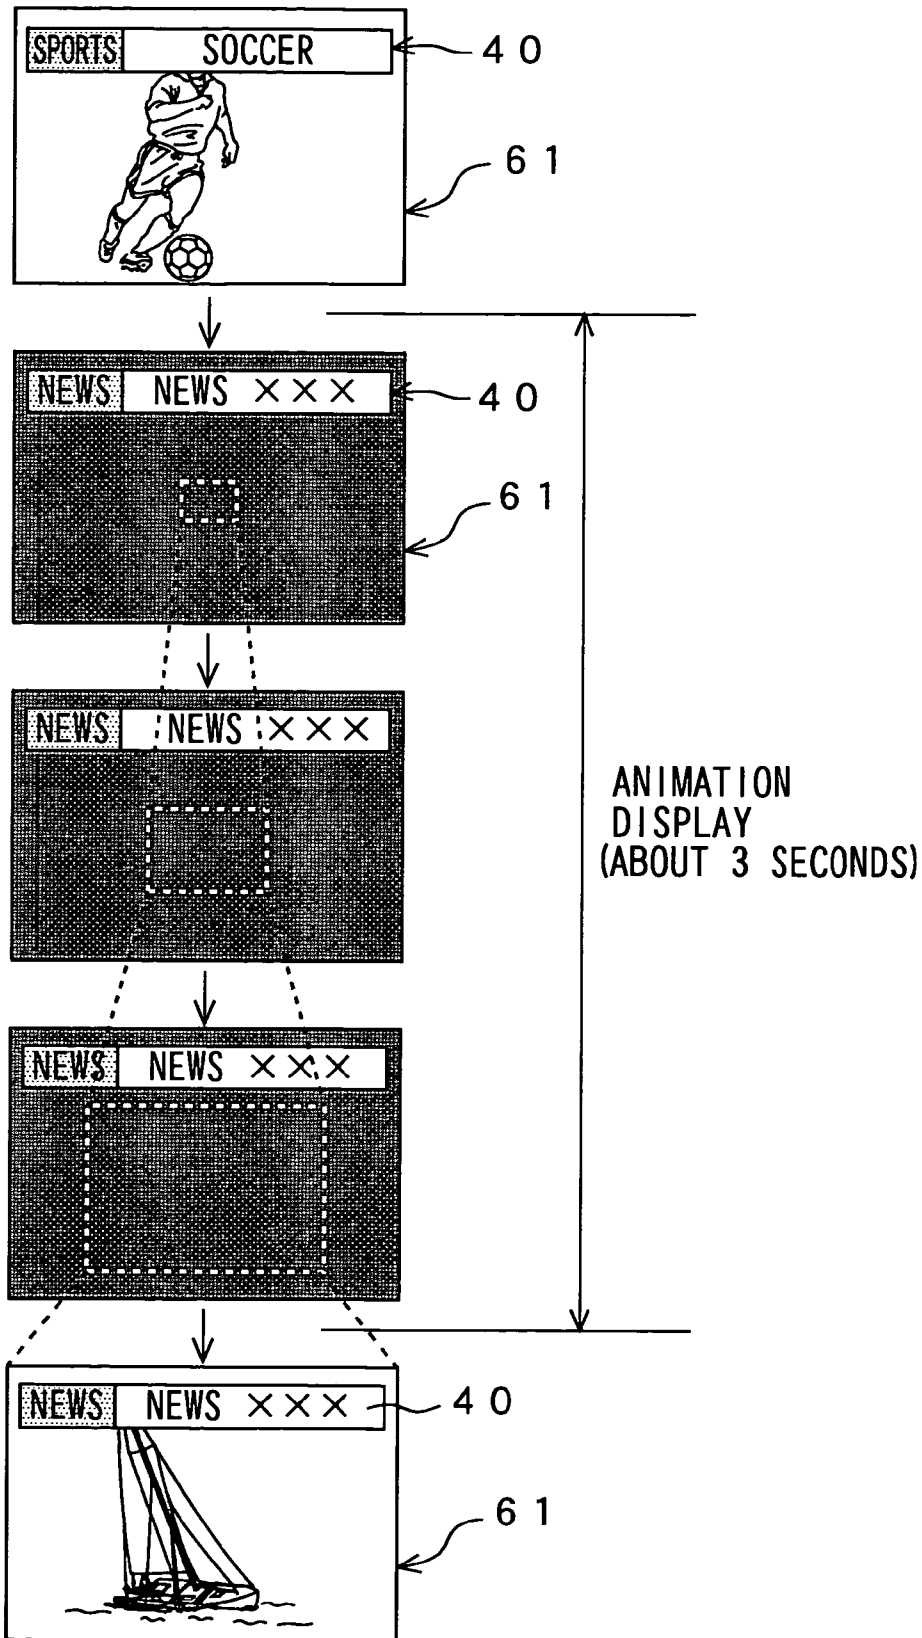 SPORTS SOCCER 40
61
NEWS NEWS ××× 40
61
NEWS NEWS ×××
ANIMATION
DISPLAY
(ABOUT 3 SECONDS)
NEWS NEWS ×××
NEWS NEWS ××× 40
61